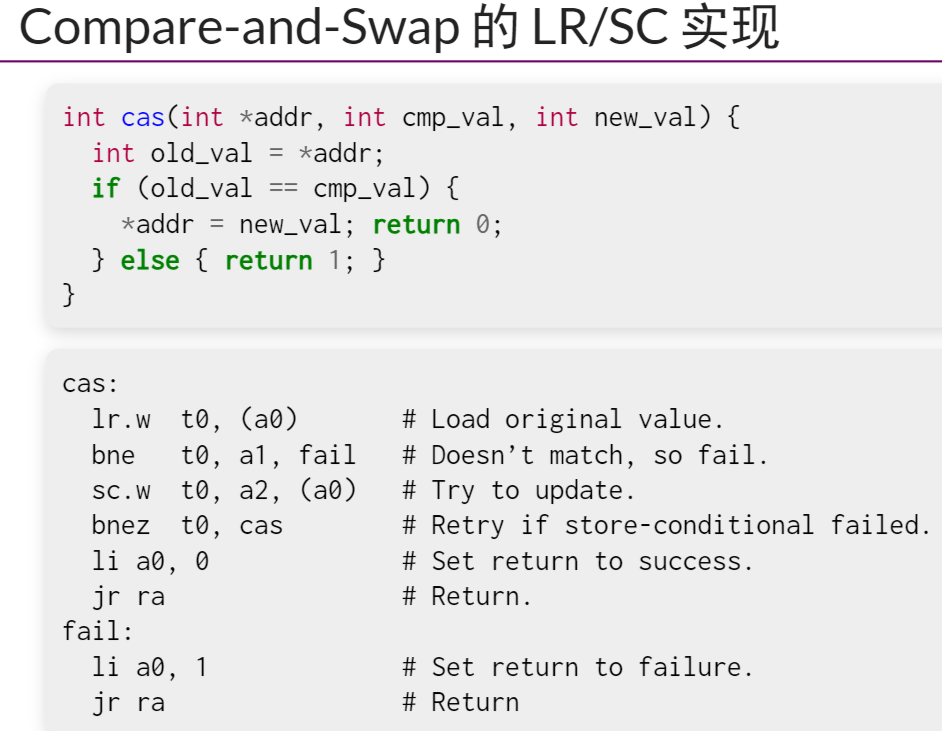 Compare-and-Swap 的 LR/SC 实现
int cas(int *addr, int cmp_val, int new_val) {
  int old_val = *addr;
  if (old_val == cmp_val) {
    *addr = new_val; return 0;
  } else { return 1; }
}
cas:
  lr.w  t0, (a0)       # Load original value.
  bne   t0, a1, fail   # Doesn’t match, so fail.
  sc.w  t0, a2, (a0)   # Try to update.
  bnez  t0, cas        # Retry if store-conditional failed.
  li a0, 0             # Set return to success.
  jr ra                # Return.
fail:
  li a0, 1             # Set return to failure.
  jr ra                # Return